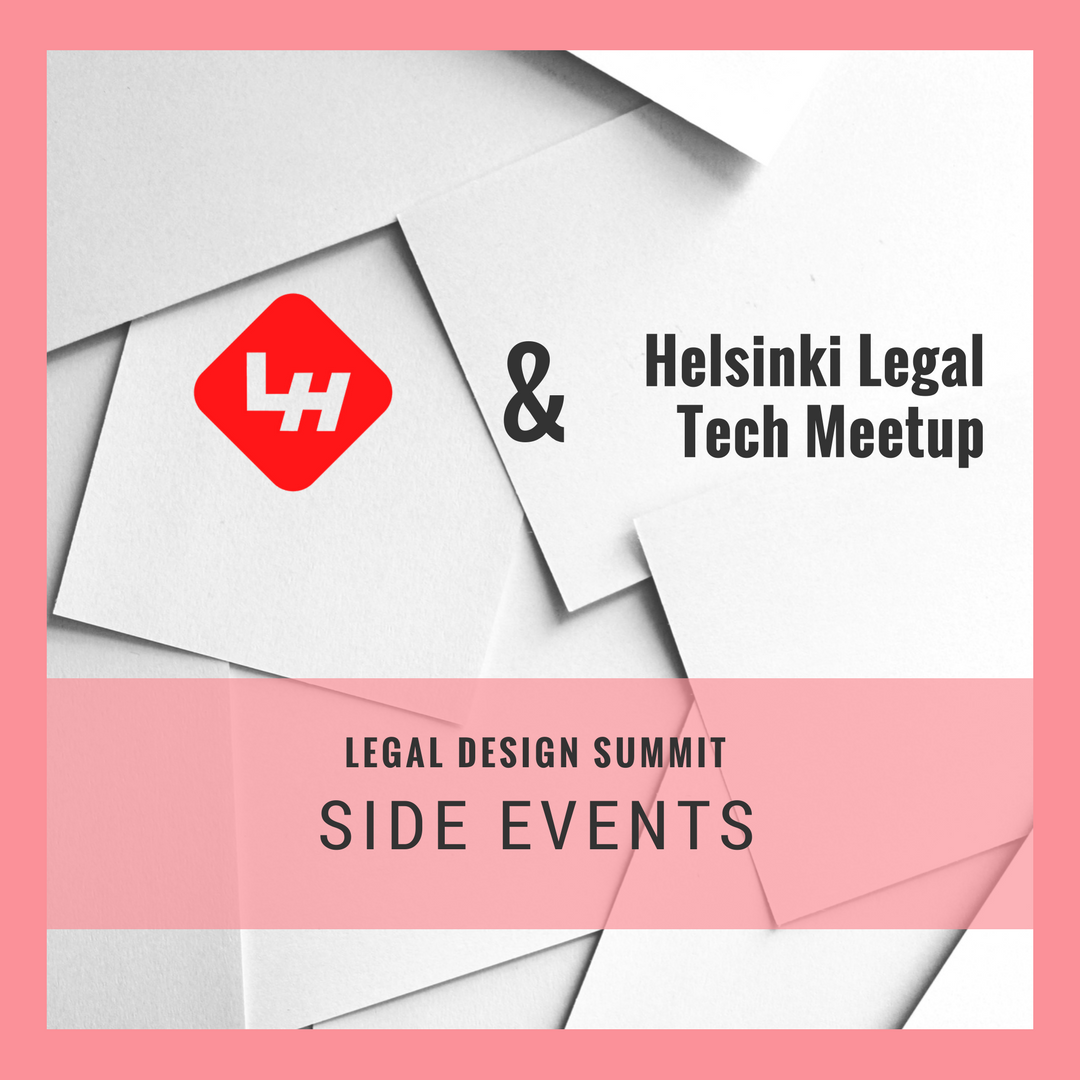 LH
&
Helsinki Legal
Tech Meetup
LEGAL DESIGN SUMMIT
SIDE EVENTS